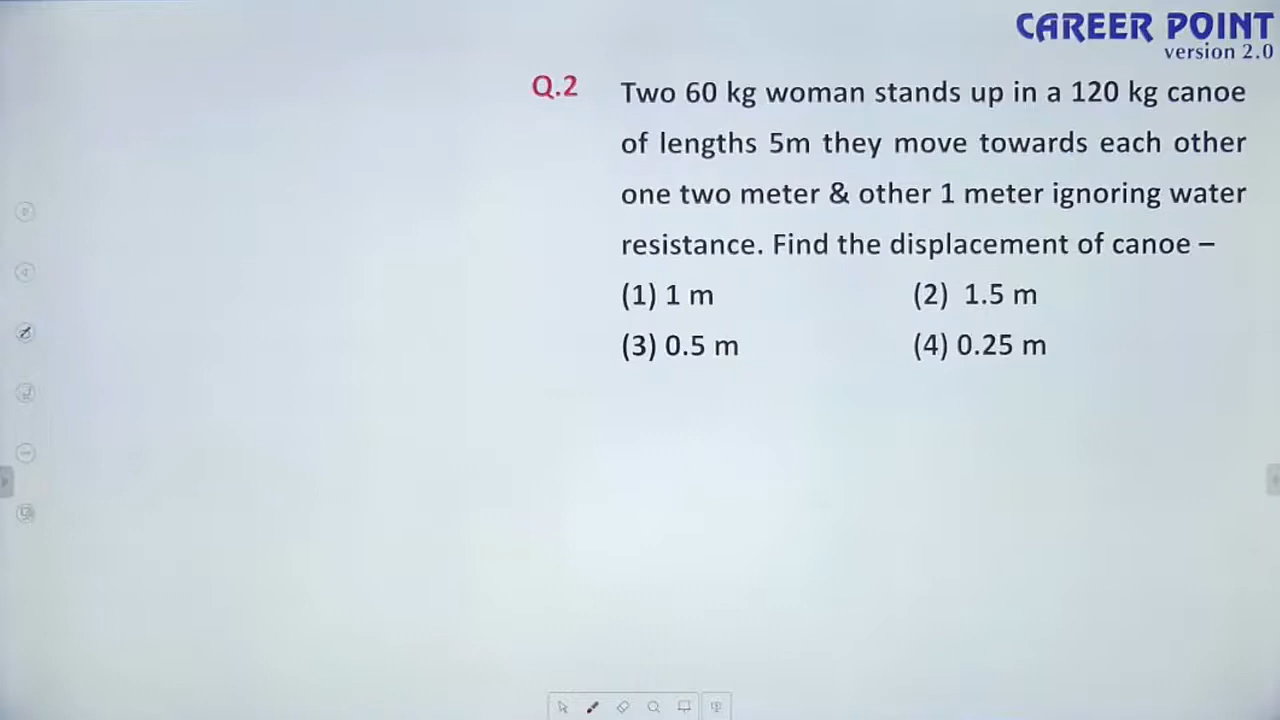 CAREER POINT
version 2.0
Q.2 Two 60 kg woman stands up in a 120 kg canoe
of lengths 5m they move towards each other
one two meter & other 1 meter ignoring water
resistance. Find the displacement of canoe –
(1) 1 m (2) 1.5 m
(3) 0.5 m (4) 0.25 m